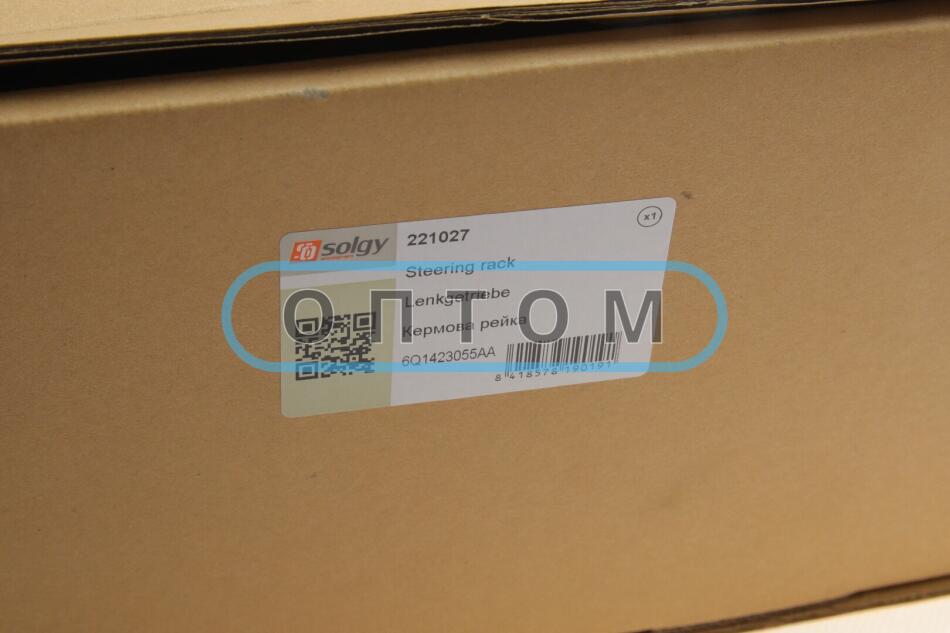 solgy
221027
x1
Steering rack
Lenkgetriebe
Кермова рейка
6Q1423055AA
8 418578 190191
ОПТОМ